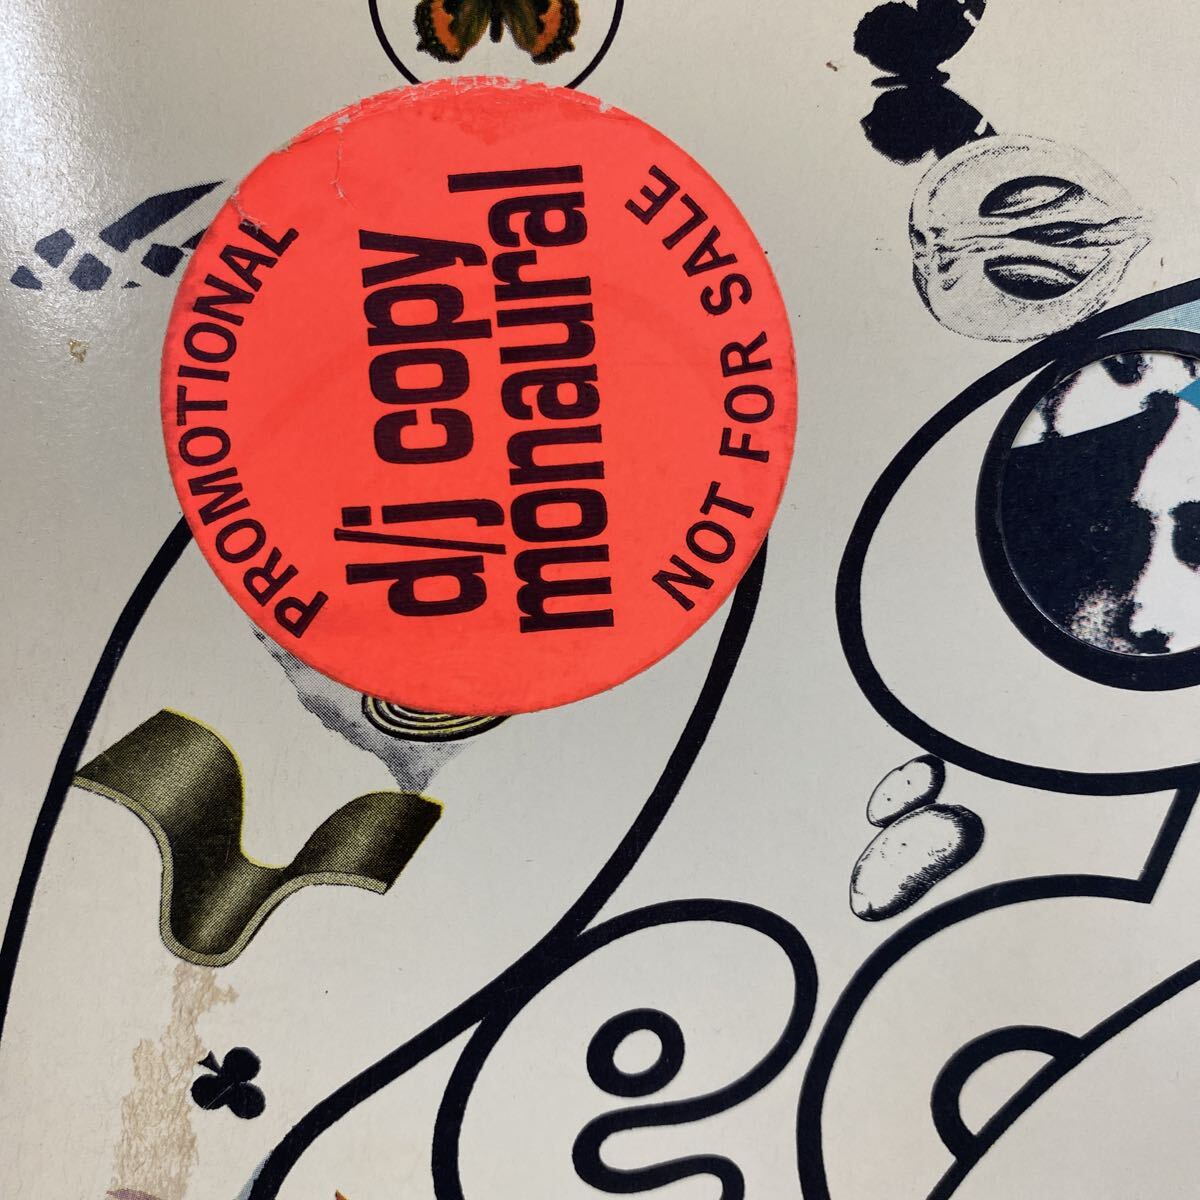 PROMOTIONAL
d/j copy
monaural
NOT FOR SALE